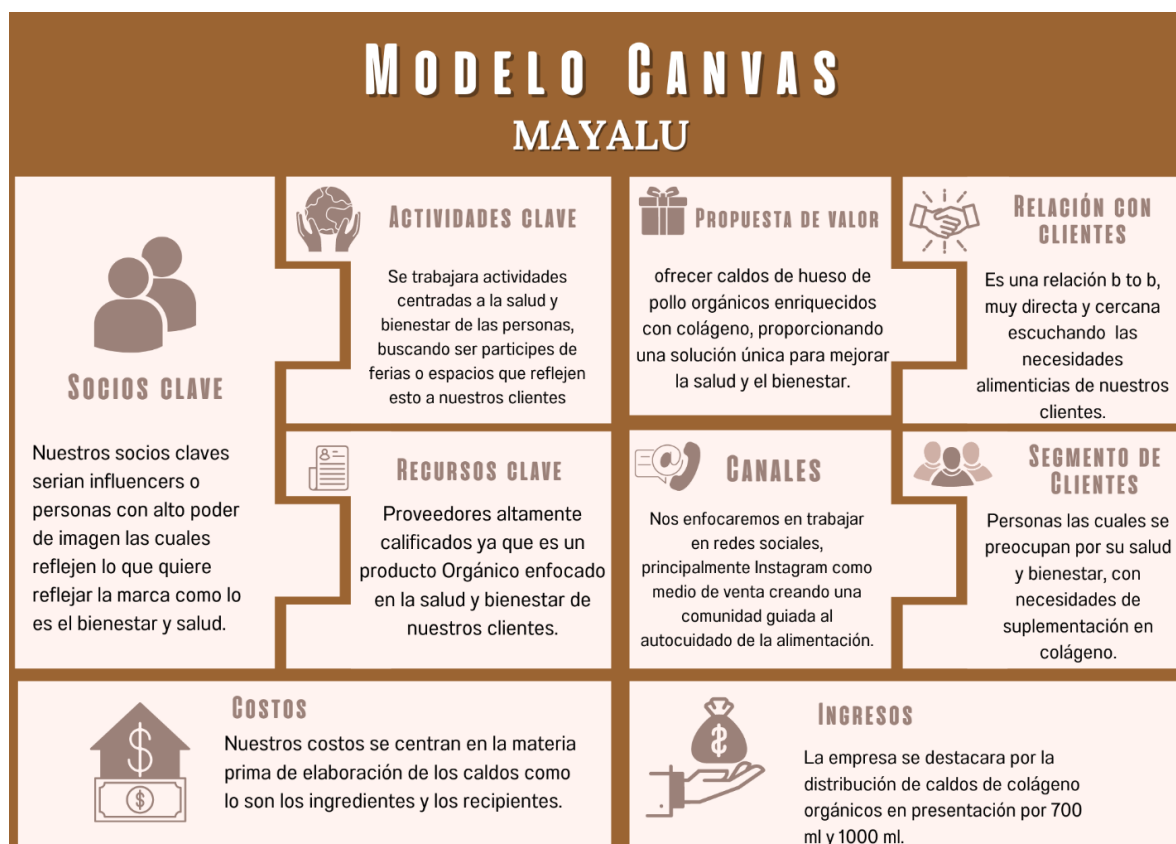 MODELO CANVAS
MAYALU
SOCIOS CLAVE
Nuestros socios claves
serian influencers o
personas con alto poder
de imagen las cuales
reflejen lo que quiere
reflejar la marca como lo
es el bienestar y salud.
ACTIVIDADES CLAVE
Se trabajara actividades
centradas a la salud y
bienestar de las personas,
buscando ser participes de
ferias o espacios que reflejen
esto a nuestros clientes
RECURSOS CLAVE
Proveedores altamente
calificados ya que es un
producto Orgánico enfocado
en la salud y bienestar de
nuestros clientes.
PROPUESTA DE VALOR
ofrecer caldos de hueso de
pollo orgánicos enriquecidos
con colágeno, proporcionando
una solución única para mejorar
la salud y el bienestar.
CANALES
Nos enfocaremos en trabajar
en redes sociales,
principalmente Instagram como
medio de venta creando una
comunidad guiada al
autocuidado de la alimentación.
RELACIÓN CON
CLIENTES
Es una relación b to b,
muy directa y cercana
escuchando las
necesidades
alimenticias de nuestros
clientes.
SEGMENTO DE
CLIENTES
Personas las cuales se
preocupan por su salud
y bienestar, con
necesidades de
suplementación en
colágeno.
COSTOS
Nuestros costos se centran en la materia
prima de elaboración de los caldos como
lo son los ingredientes y los recipientes.
INGRESOS
La empresa se destacara por la
distribución de caldos de colágeno
orgánicos en presentación por 700
ml y 1000 ml.